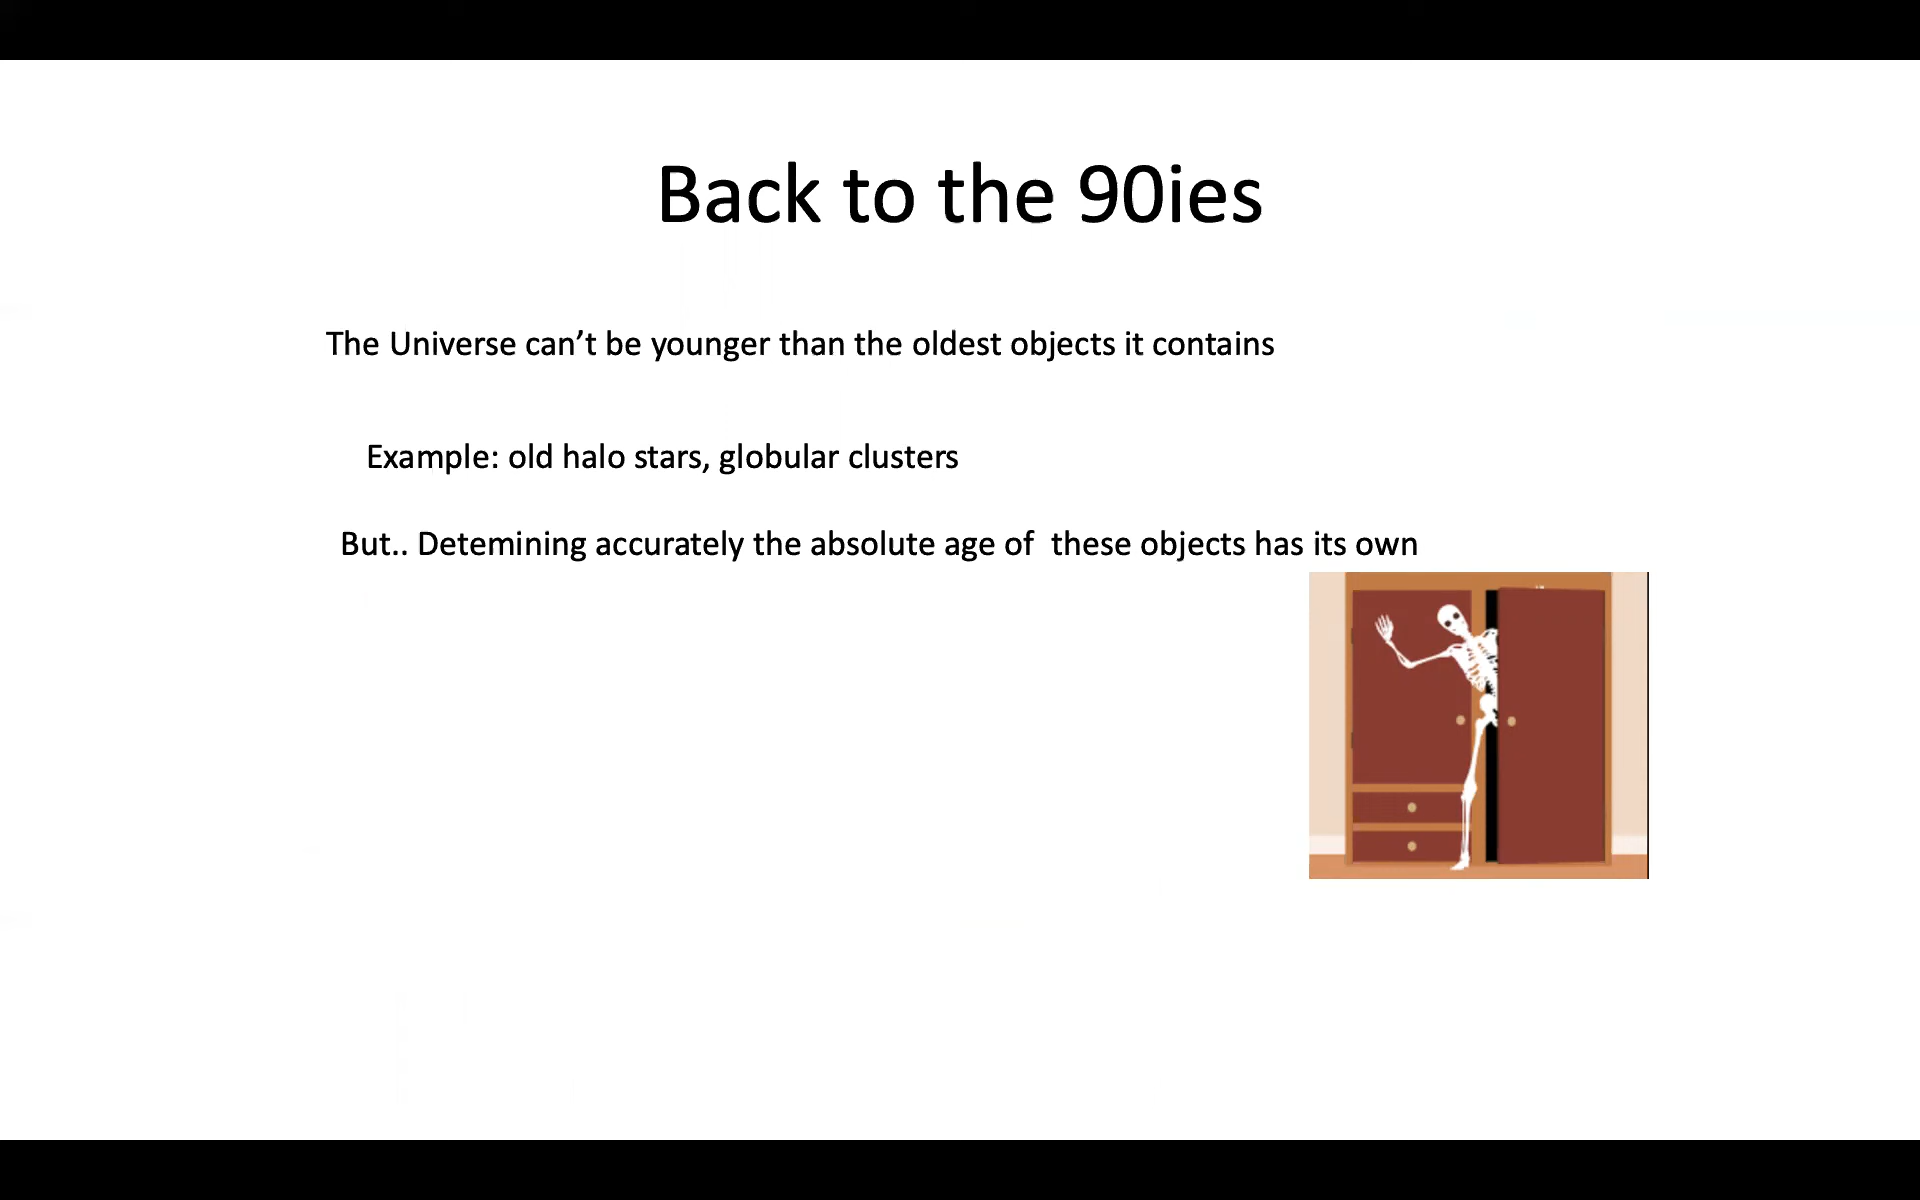 Back to the 90ies
The Universe can’t be younger than the oldest objects it contains
Example: old halo stars, globular clusters
But.. Detemining accurately the absolute age of  these objects has its own